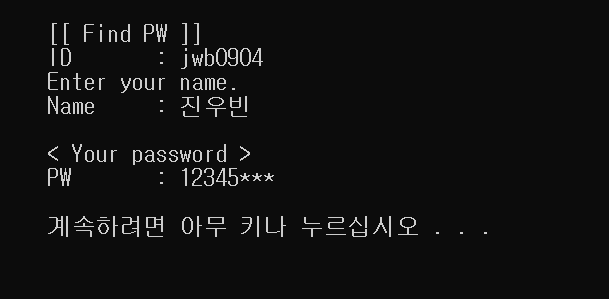 [[ Find PW ]]
ID : jwb0904
Enter your name.
Name : 진우빈
< Your password >
PW : 12345***
계속하려면 아무 키나 누르십시오 . . .